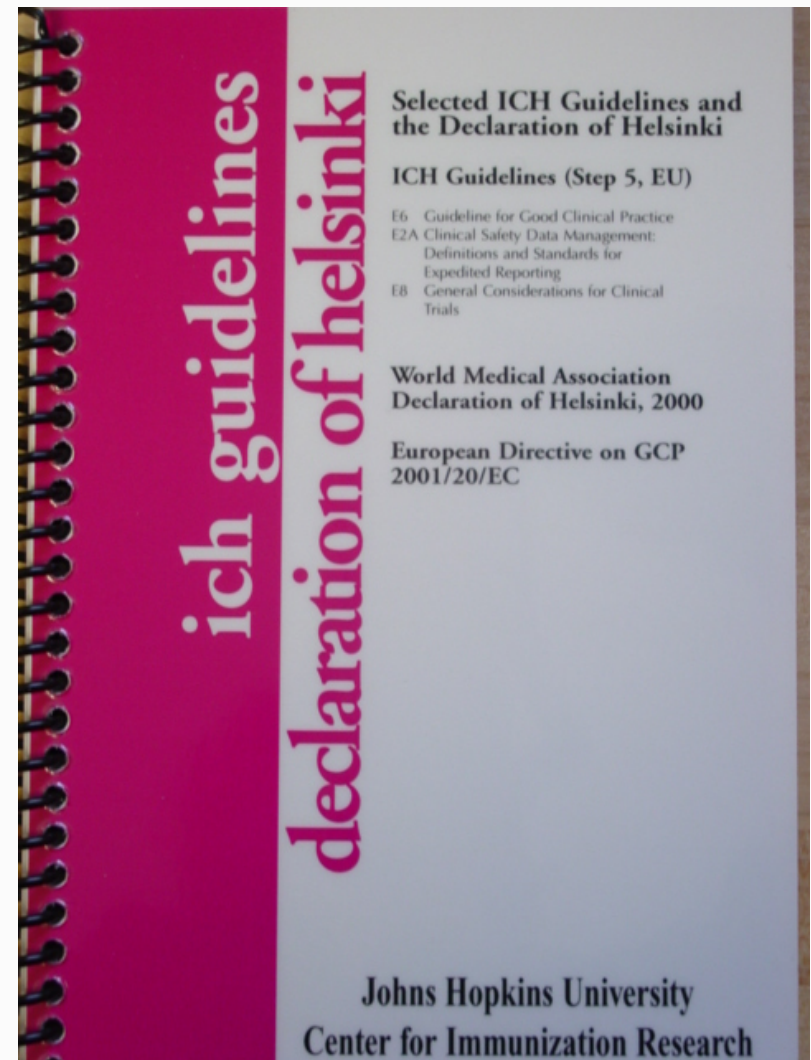 ich guidelines
declaration of helsinki
Selected ICH Guidelines and
the Declaration of Helsinki
ICH Guidelines (Step 5, EU)
E6 Guideline for Good Clinical Practice
E2A Clinical Safety Data Management:
Definitions and Standards for
Expedited Reporting
E8 General Considerations for Clinical
Trials
World Medical Association
Declaration of Helsinki, 2000
European Directive on GCP
2001/20/EC
Johns Hopkins University
Center for Immunization Research